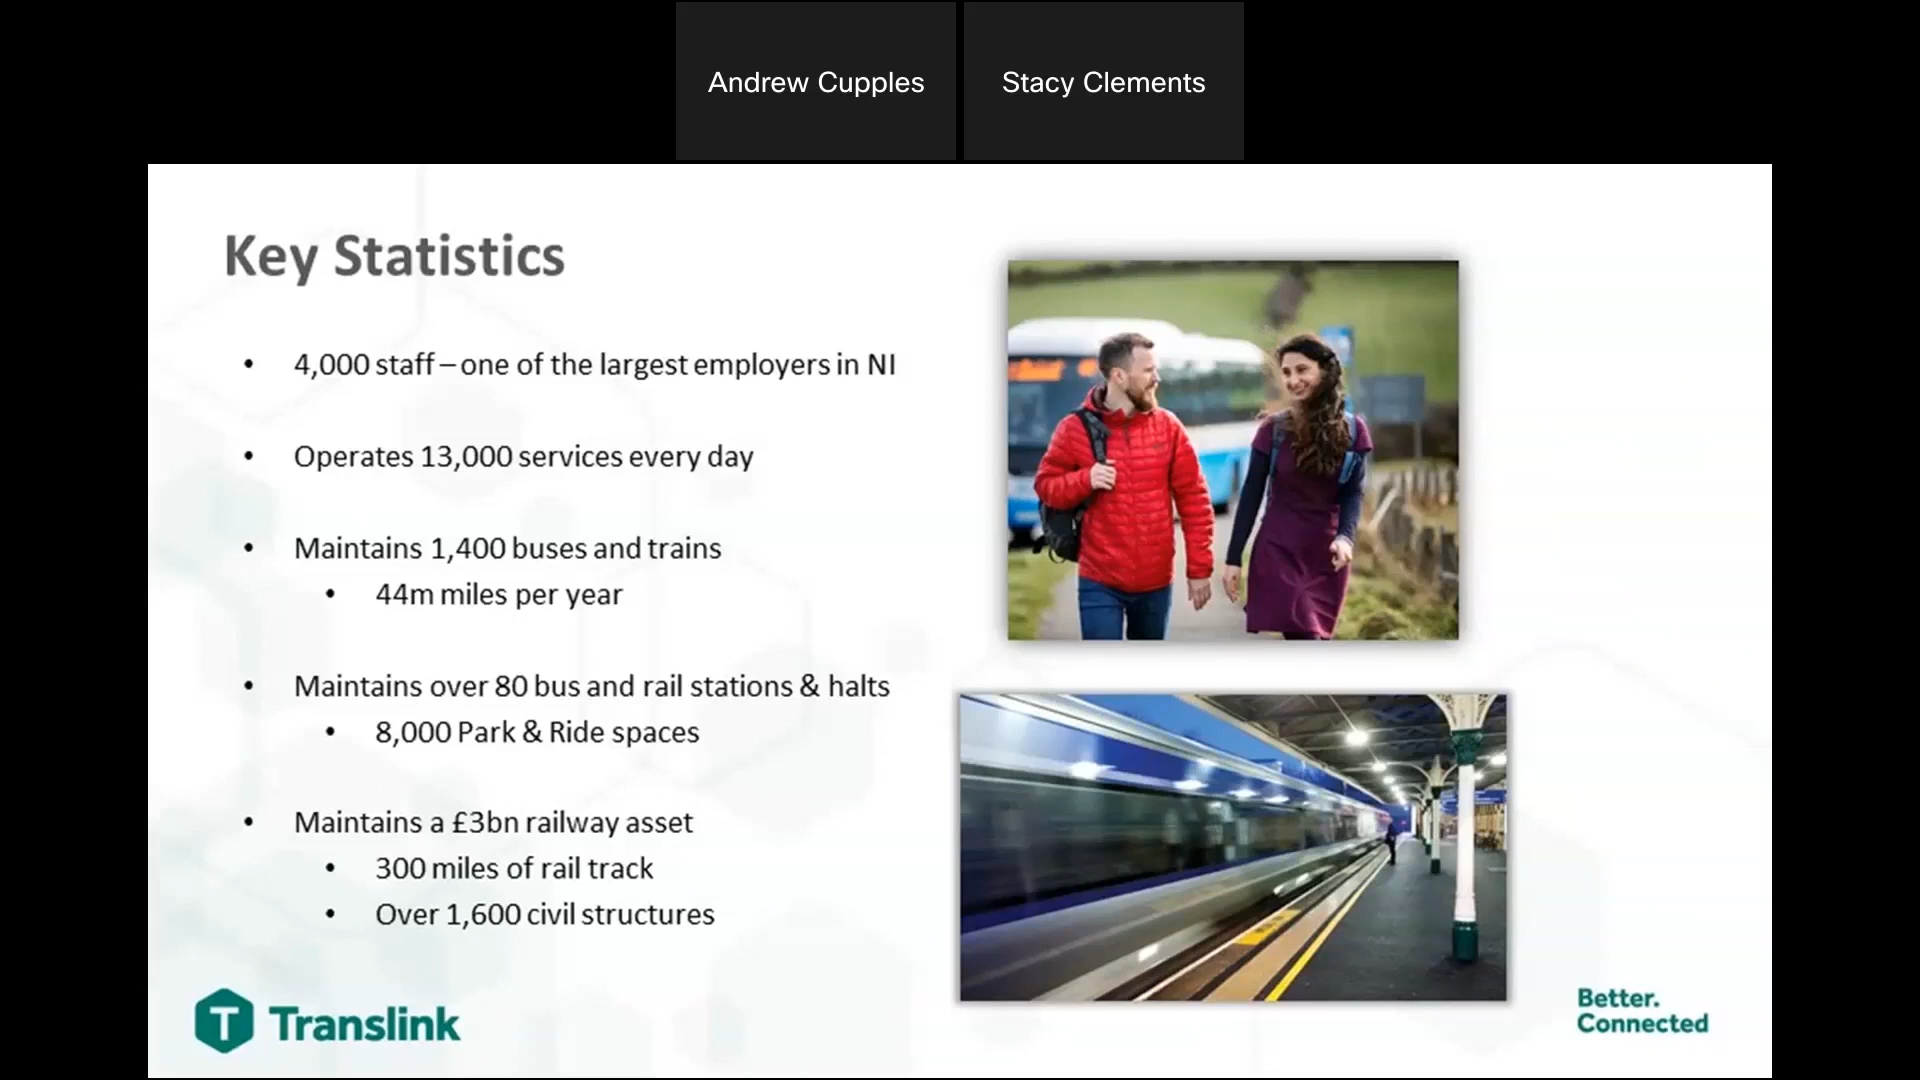 Andrew Cupples
Stacy Clements
Key Statistics
• 4,000 staff – one of the largest employers in NI
• Operates 13,000 services every day
• Maintains 1,400 buses and trains
• 44m miles per year
• Maintains over 80 bus and rail stations & halts
• 8,000 Park & Ride spaces
• Maintains a £3bn railway asset
• 300 miles of rail track
• Over 1,600 civil structures
T Translink
Better.
Connected